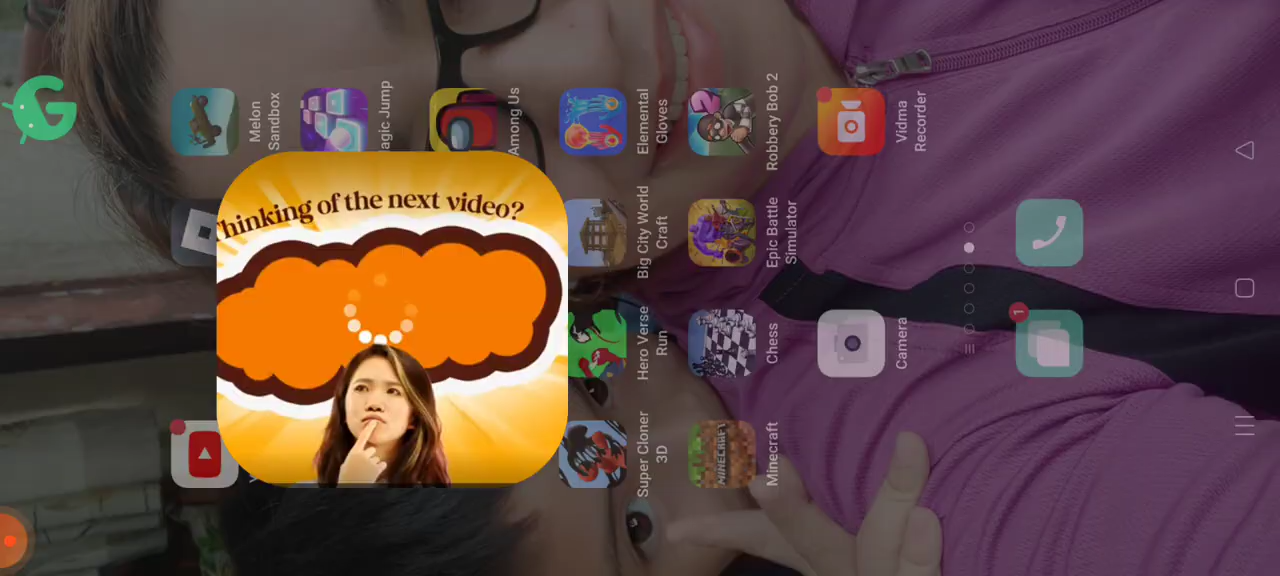 Thinking of the next video?
Melon
Sandbox
agic Jump
Among Us
Elemental
Gloves
Robbery Bob 2
Vidma
Recorder
Big City World
Craft
Epic Battle
Simulator
Hero Verse
Run
Chess
Camera
1
Super Cloner
3D
Minecraft
MINECRAFT
2
G